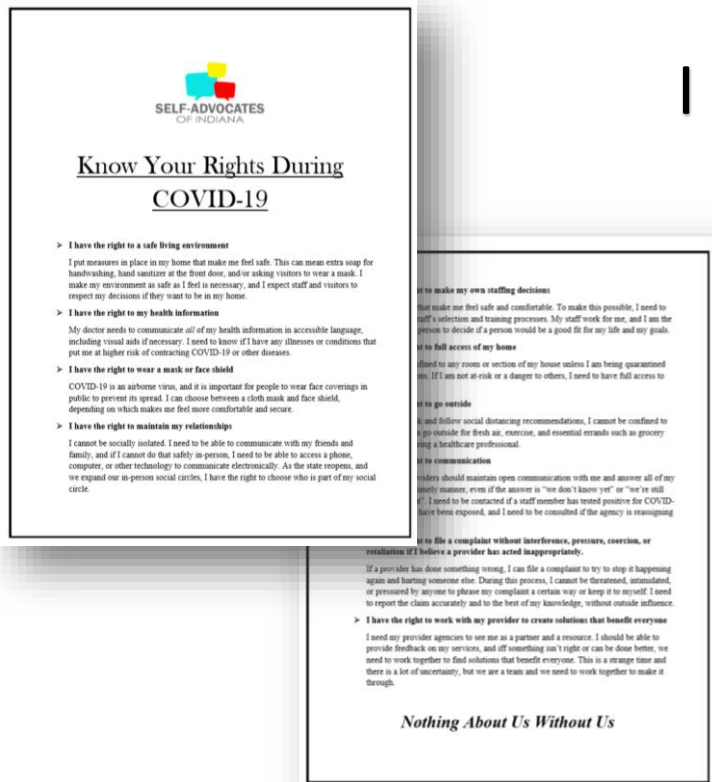 SELF-ADVOCATES
OF INDIANA
Know Your Rights During
COVID-19
➢ I have the right to a safe living environment
I put measures in place in my home that make me feel safe. This can mean extra soap for
handwashing, hand sanitizer at the front door, and/or asking visitors to wear a mask. I
make my environment as safe as I feel is necessary, and I expect staff and visitors to
respect my decisions if they want to be in my home.
➢ I have the right to my health information
My doctor needs to communicate all of my health information in accessible language,
including visual aids if necessary. I need to know if I have any illnesses or conditions that
put me at higher risk of contracting COVID-19 or other diseases.
➢ I have the right to wear a mask or face shield
COVID-19 is an airborne virus, and it is important for people to wear face coverings in
public to prevent its spread. I can choose between a cloth mask and face shield,
depending on which makes me feel more comfortable and secure.
➢ I have the right to maintain my relationships
I cannot be socially isolated. I need to be able to communicate with my friends and
family, and if I cannot do that safely in-person, I need to be able to access a phone,
computer, or other technology to communicate electronically. As the state reopens, and
we expand our in-person social circles, I have the right to choose who is part of my social
circle.
I
to make my own staffing decisions
that make me feel safe and comfortable. To make this possible, I need to
staff's selection and training processes. My staff work for me, and I am the
person to decide if a person would be a good fit for my life and my goals.
to full access of my home
to any room or section of my house unless I am being quarantined
If I am not at-risk or a danger to others, I need to have full access to
to go outside
and follow social distancing recommendations, I cannot be confined to
go outside for fresh air, exercise, and essential errands such as grocery
a healthcare professional.
to communication
should maintain open communication with me and answer all of my
manner, even if the answer is "we don't know yet" or "we're still
I need to be contacted if a staff member has tested positive for COVID-
have been exposed, and I need to be consulted if the agency is reassigning
to file a complaint without interference, pressure, coercion, or
retaliation if I believe a provider has acted inappropriately.
If a provider has done something wrong, I can file a complaint to try to stop it happening
again and hurting someone else. During this process, I cannot be threatened, intimidated,
or pressured by anyone to phrase my complaint a certain way or keep it to myself. I need
to report the claim accurately and to the best of my knowledge, without outside influence.
➢ I have the right to work with my provider to create solutions that benefit everyone
I need my provider agencies to see me as a partner and a resource. I should be able to
provide feedback on my services, and iff something isn't right or can be done better, we
need to work together to find solutions that benefit everyone. This is a strange time and
there is a lot of uncertainty, but we are a team and we need to work together to make it
through.
Nothing About Us Without Us